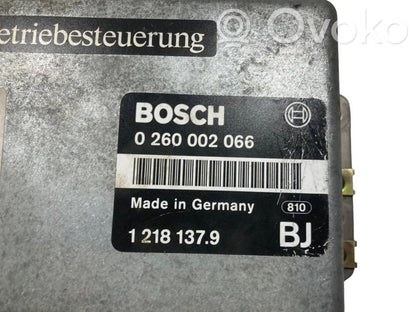 etriebesteuerung
Ovoko
BOSCH
0 260 002 066
Made in Germany 810
1 218 137.9 BJ